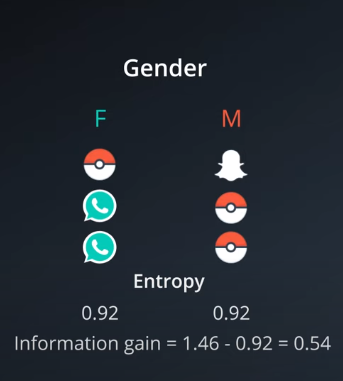 Gender
F M
Entropy
0.92 0.92
Information gain = 1.46 - 0.92 = 0.54